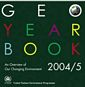 GEO
YEAR
BOOK
An Overview of
Our Changing Environment
2004/5
United Nations Environment Programme